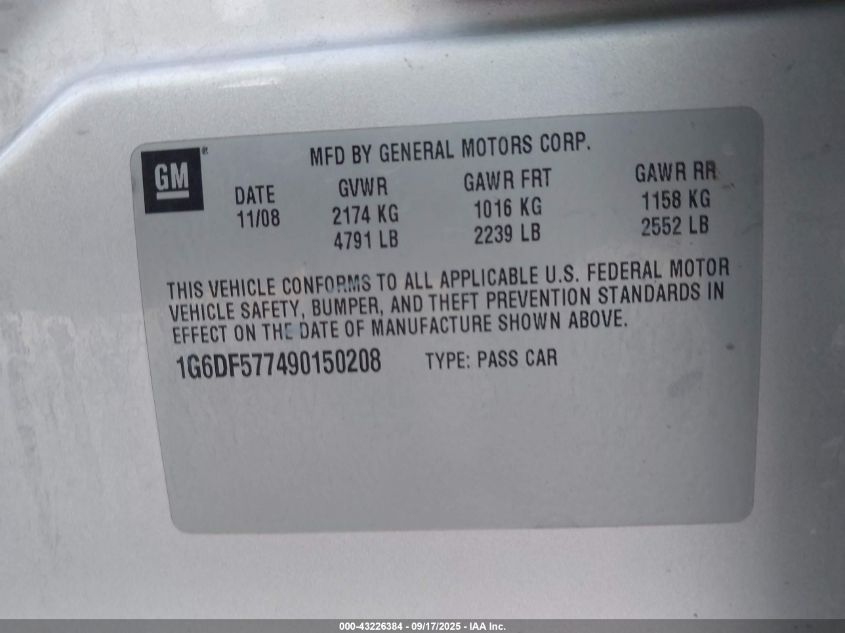 GM®
MFD BY GENERAL MOTORS CORP.
DATE GVWR GAWR FRT GAWR RR
11/08 2174 KG 1016 KG 1158 KG
4791 LB 2239 LB 2552 LB
THIS VEHICLE CONFORMS TO ALL APPLICABLE U.S. FEDERAL MOTOR
VEHICLE SAFETY, BUMPER, AND THEFT PREVENTION STANDARDS IN
EFFECT ON THE DATE OF MANUFACTURE SHOWN ABOVE.
1G6DF577490150208 TYPE: PASS CAR
000-43226384 - 09/17/2025 - IAA Inc.